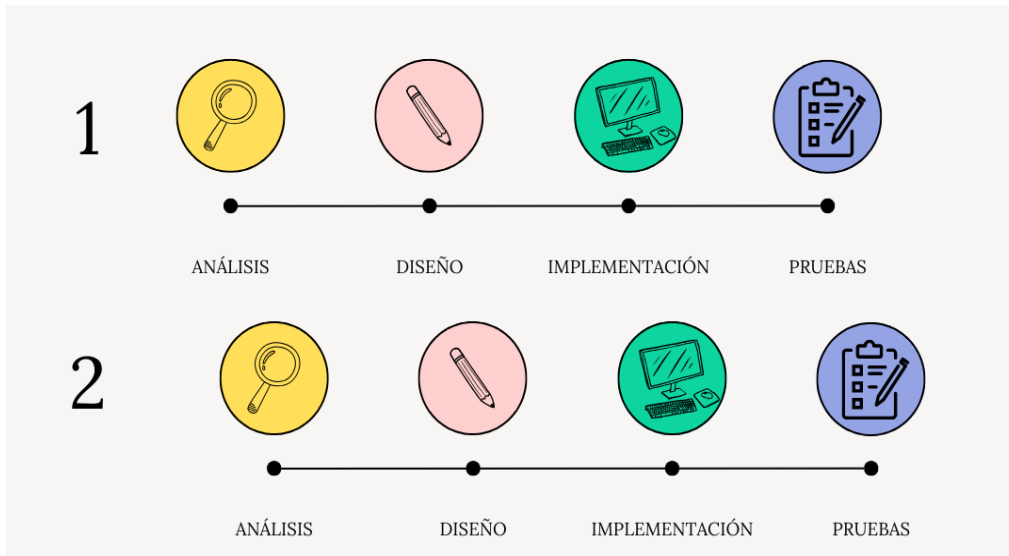 1
ANÁLISIS DISEÑO IMPLEMENTACIÓN PRUEBAS
2
ANÁLISIS DISEÑO IMPLEMENTACIÓN PRUEBAS